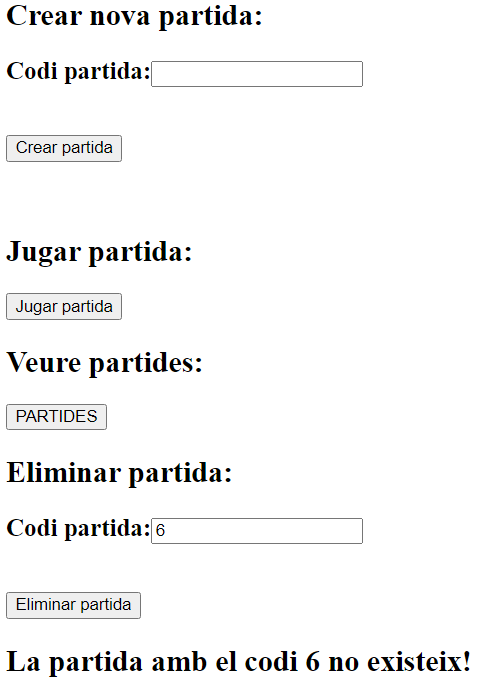 Crear nova partida:
Codi partida:
Crear partida
Jugar partida:
Jugar partida
Veure partides:
PARTIDES
Eliminar partida:
Codi partida: 6
Eliminar partida
La partida amb el codi 6 no existeix!